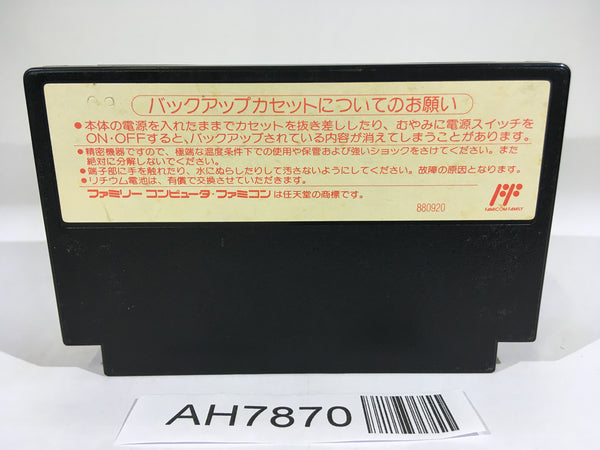 バックアップカセットについてのお願い
●本体の電源を入れたままでカセットを抜き差ししたり、むやみに電源スイッチを
ON・OFFすると、バックアップされている内容が消えてしまうことがあります。
●精密機器ですので、極端な温度条件下での使用や保管および強いショックをさけてください。また
絶対に分解しないでください。
●端子部に手を触れたり、水にぬらしたりして汚さないようにしてください。故障の原因となります。
●リチウム電池は、有償で交換させていただきます。
ファミリー コンピュータ・ファミコンは任天堂の商標です。
880920
FAMICOM FAMILY
AH7870